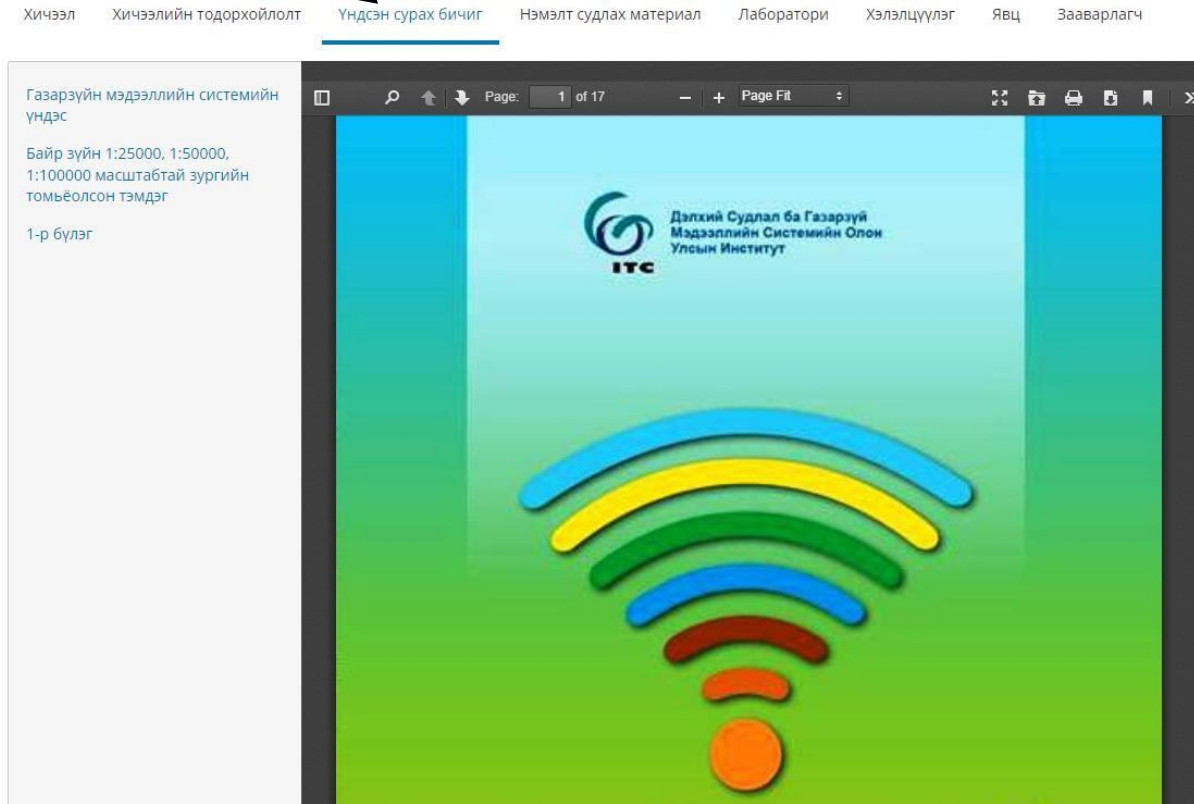 Хичээл Хичээлийн тодорхойлолт Үндсэн сурах бичиг Нэмэлт судлах материал Лаборатори Хэлэлцүүлэг Явц Зааварлагч
Газарзүйн мэдээллийн системийн
үндэс
Байр зүйн 1:25000, 1:50000,
1:100000 масштабтай зургийн
томьёолсон тэмдэг
1-р бүлэг
Page: 1 of 17 Page Fit
Дэлхий Судлал ба Газарзүй
Мэдээллийн Системийн Олон
Улсын Институт
ITC